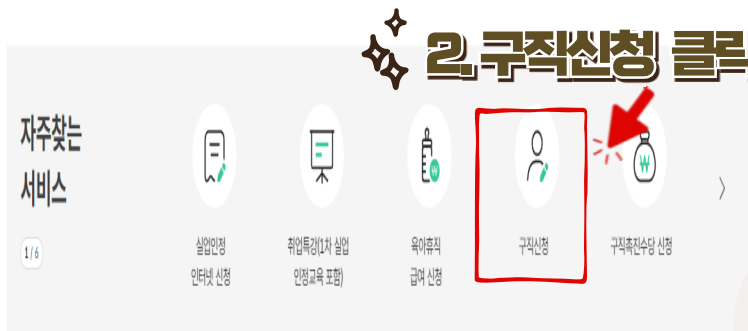 2. 구직신청 클릭
자주찾는
서비스
1 / 6
실업인정
인터넷 신청
취업특강(1차 실업
인정교육 포함)
육아휴직
급여 신청
구직신청
구직촉진수당 신청